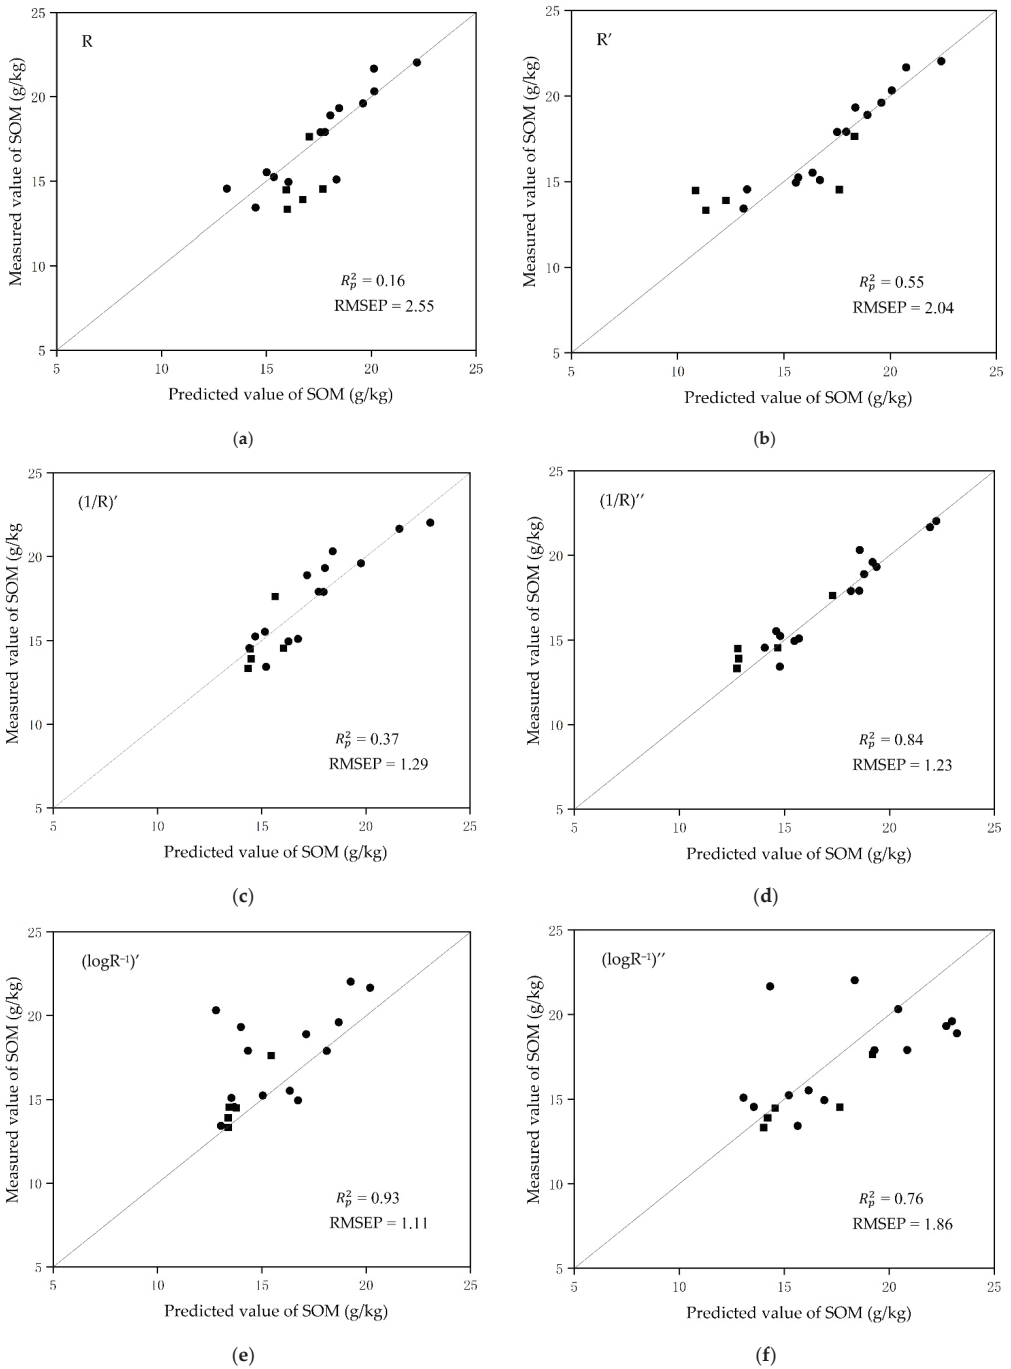 R
Measured value of SOM (g/kg)
25
20
15
10
5
R²ₚ = 0.16
RMSEP = 2.55
5 10 15 20 25
Predicted value of SOM (g/kg)
(a)
R′
Measured value of SOM (g/kg)
25
20
15
10
5
R²ₚ = 0.55
RMSEP = 2.04
5 10 15 20 25
Predicted value of SOM (g/kg)
(b)
(1/R)′
Measured value of SOM (g/kg
25
20
15
10
5
R²ₚ = 0.37
RMSEP = 1.29
5 10 15 20 25
Predicted value of SOM (g/kg)
(c)
(1/R)′′
Measured value of SOM (g/kg)
25
20
15
10
5
R²ₚ = 0.84
RMSEP = 1.23
5 10 15 20 25
Predicted value of SOM (g/kg)
(d)
(logR⁻¹)′
Measured value of SOM (g/kg)
25
20
15
10
5
R²ₚ = 0.93
RMSEP = 1.11
5 10 15 20 25
Predicted value of SOM (g/kg)
(e)
(logR⁻¹)′′
Measured value of SOM (g/kg)
25
20
15
10
5
R²ₚ = 0.76
RMSEP = 1.86
5 10 15 20 25
Predicted value of SOM (g/kg)
(f)